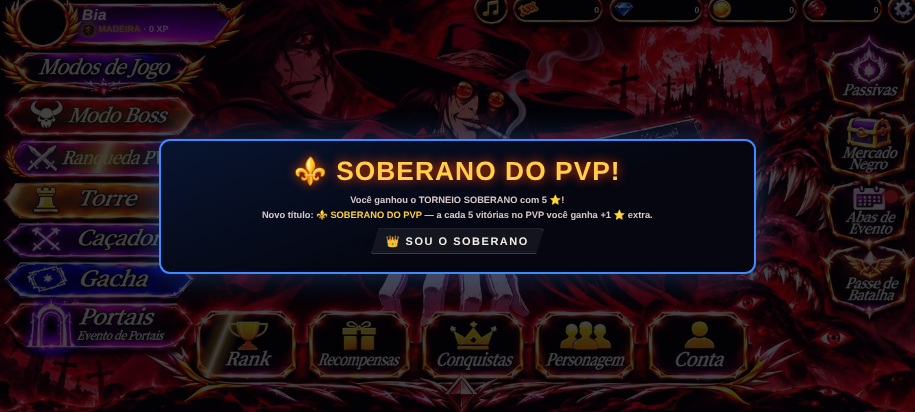 Bia
MADEIRA · 0 XP
0
0
0
0
Modos de Jogo
Modo Boss
Ranqueda PV
Torre
Caçador
Gacha
Portais
Evento de Portais
Passivas
Mercado
Negro
Abas de
Evento
Passe de
Batalha
⚜ SOBERANO DO PVP!
Você ganhou o TORNEIO SOBERANO com 5 ⭐!
Novo título: ⚜ SOBERANO DO PVP — a cada 5 vitórias no PVP você ganha +1 ⭐ extra.
👑 SOU O SOBERANO
Rank
Recompensas
Conquistas
Personagem
Conta